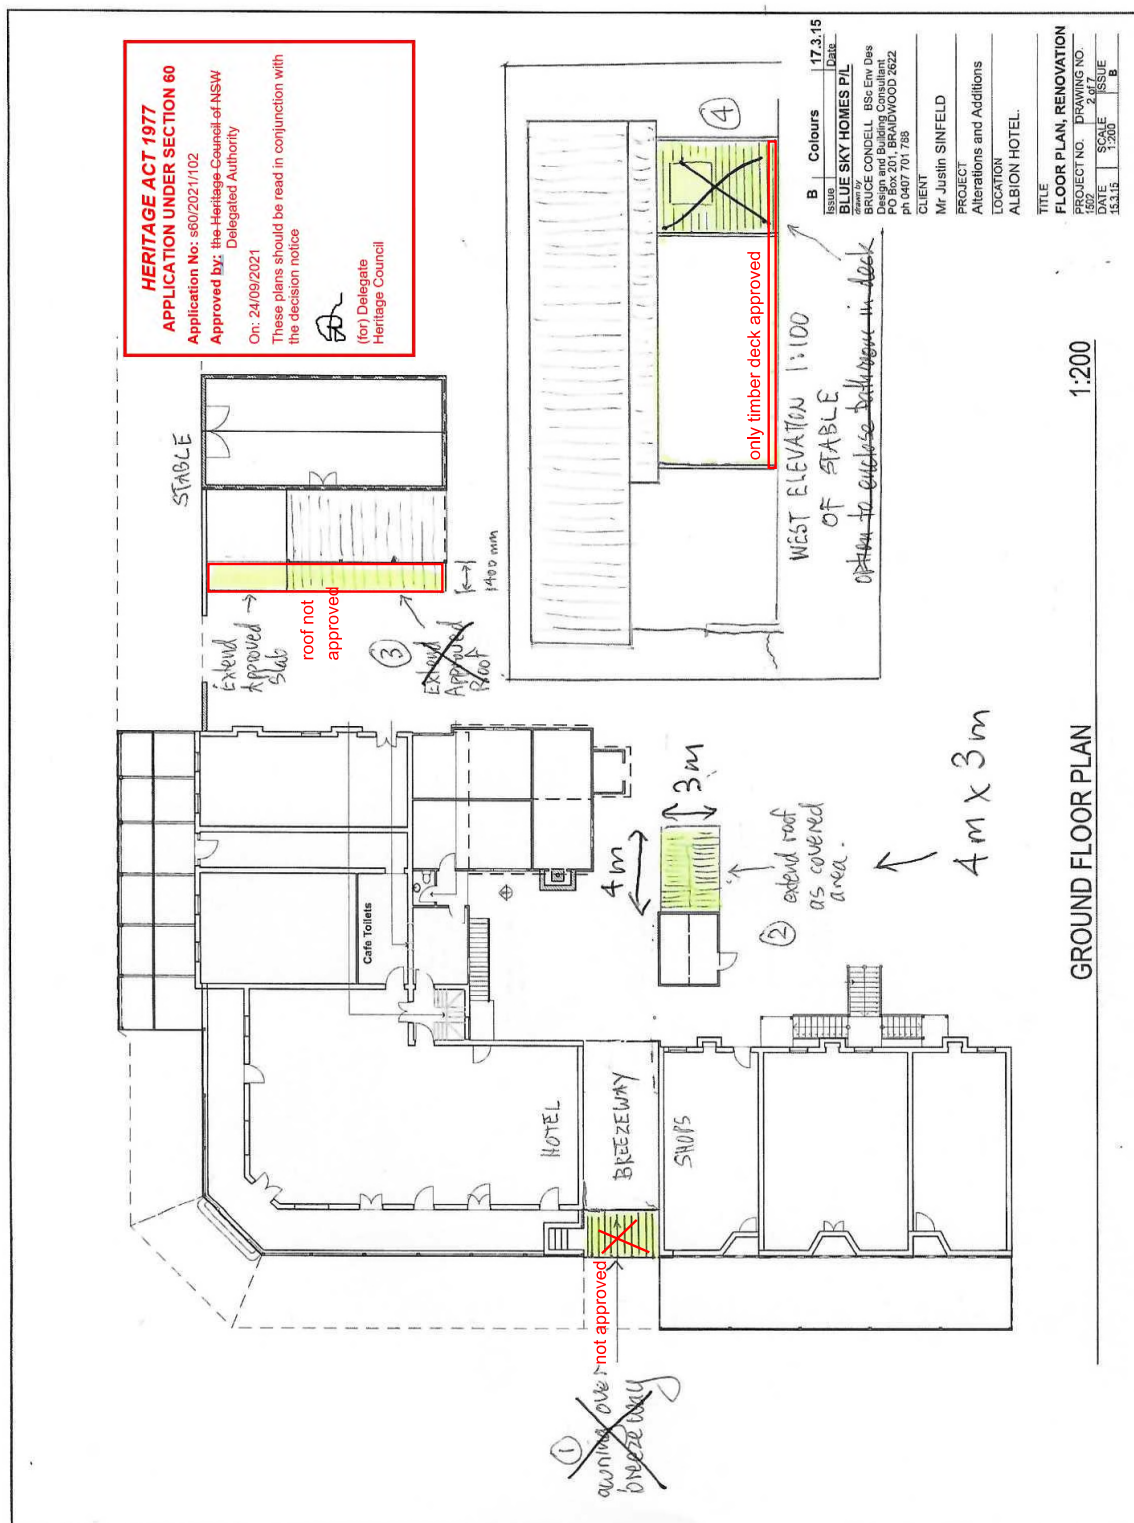 HERITAGE ACT 1977
APPLICATION UNDER SECTION 60
Application No: s60/2021/102
Approved by: the Heritage Council of NSW
Delegated Authority
On: 24/09/2021
These plans should be read in conjunction with
the decision notice
(for) Delegate
Heritage Council
STABLE
Extend
Approved
Slab
roof not
approved
3
Extend
Approved
Roof
1400 mm
4
only timber deck approved
WEST ELEVATION 1:100
OF STABLE
option to enclose bathroom in deck
B Colours 17.3.15
Issue Date
BLUE SKY HOMES P/L
drawn by
BRUCE CONDELL BSc Env Des
Design and Building Consultant
PO Box 201, BRAIDWOOD 2622
ph 0407 701 788
CLIENT
Mr Justin SINFELD
PROJECT
Alterations and Additions
LOCATION
ALBION HOTEL.
TITLE
FLOOR PLAN, RENOVATION
PROJECT NO. DRAWING NO.
1502 2 of 7
DATE SCALE ISSUE
15.3.15 1:200 B
Cafe Toilets
4m
3m
2
extend roof
as covered
area.
4m x 3m
HOTEL
BREEZEWAY
SHOPS
not approved
1
awning over
breezeway
GROUND FLOOR PLAN
1:200